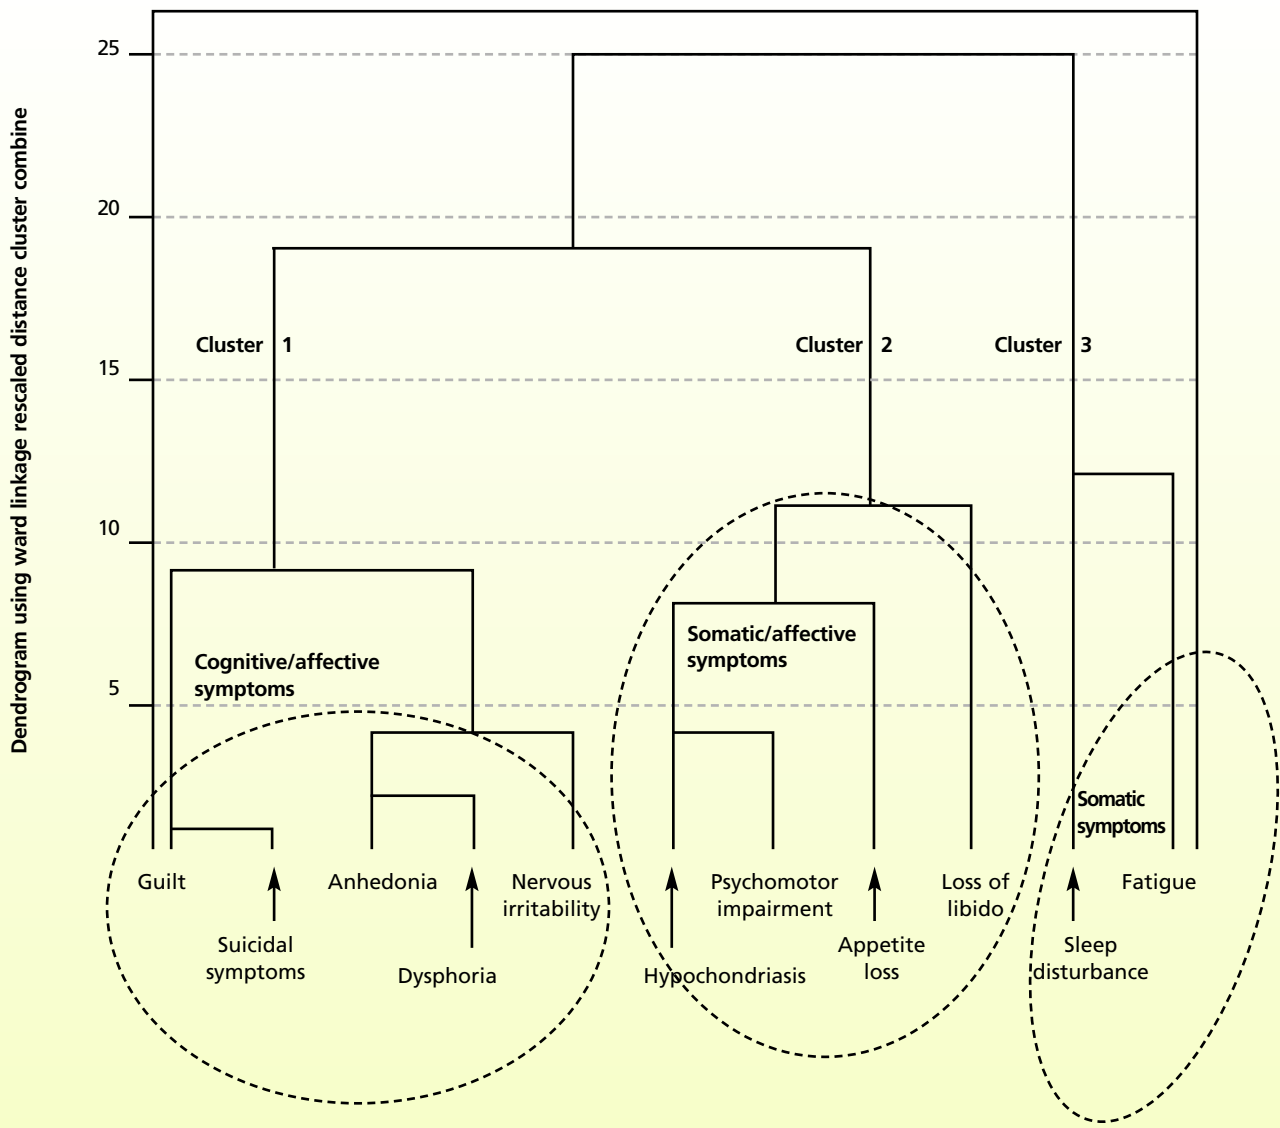 Dendrogram using ward linkage rescaled distance cluster combine
25
20
15
10
5
Cluster 1
Cluster 2
Cluster 3
Cognitive/affective
symptoms
Somatic/affective
symptoms
Somatic
symptoms
Guilt
Suicidal
symptoms
Anhedonia
Dysphoria
Nervous
irritability
Hypochondriasis
Psychomotor
impairment
Appetite
loss
Loss of
libido
Sleep
disturbance
Fatigue